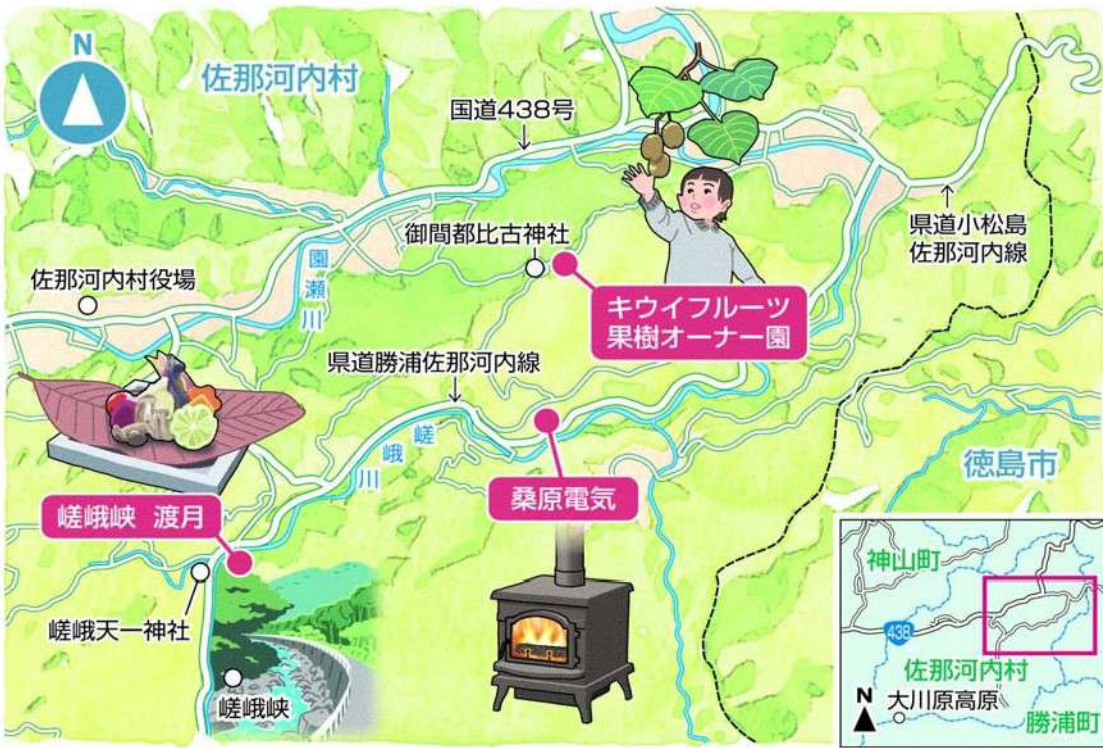 N
佐那河内村
国道438号
県道小松島
佐那河内線
御間都比古神社
佐那河内村役場
園瀬川
キウイフルーツ
果樹オーナー園
県道勝浦佐那河内線
嵯峨川
徳島市
桑原電気
嵯峨峡 渡月
嵯峨天一神社
嵯峨峡
神山町
438
佐那河内村
N
大川原高原
勝浦町